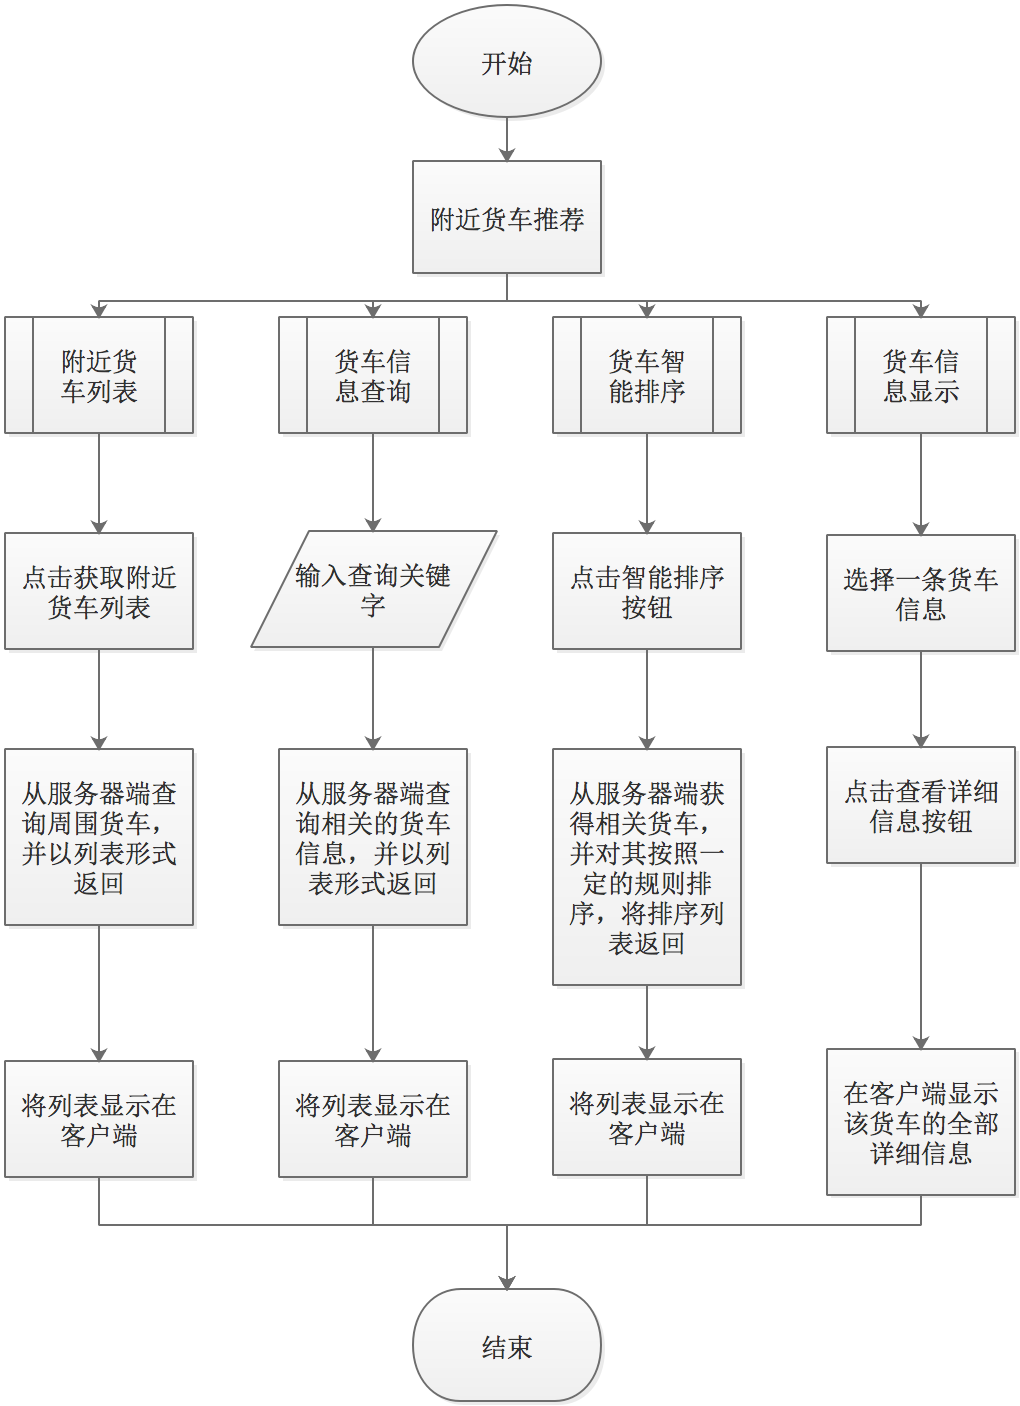 开始
附近货车推荐
附近货
车列表
货车信
息查询
货车智
能排序
货车信
息显示
点击获取附近
货车列表
输入查询关键
字
点击智能排序
按钮
选择一条货车
信息
从服务器端查
询周围货车，
并以列表形式
返回
从服务器端查
询相关的货车
信息，并以列
表形式返回
从服务器端获
得相关货车，
并对其按照一
定的规则排
序，将排序列
表返回
点击查看详细
信息按钮
将列表显示在
客户端
将列表显示在
客户端
将列表显示在
客户端
在客户端显示
该货车的全部
详细信息
结束